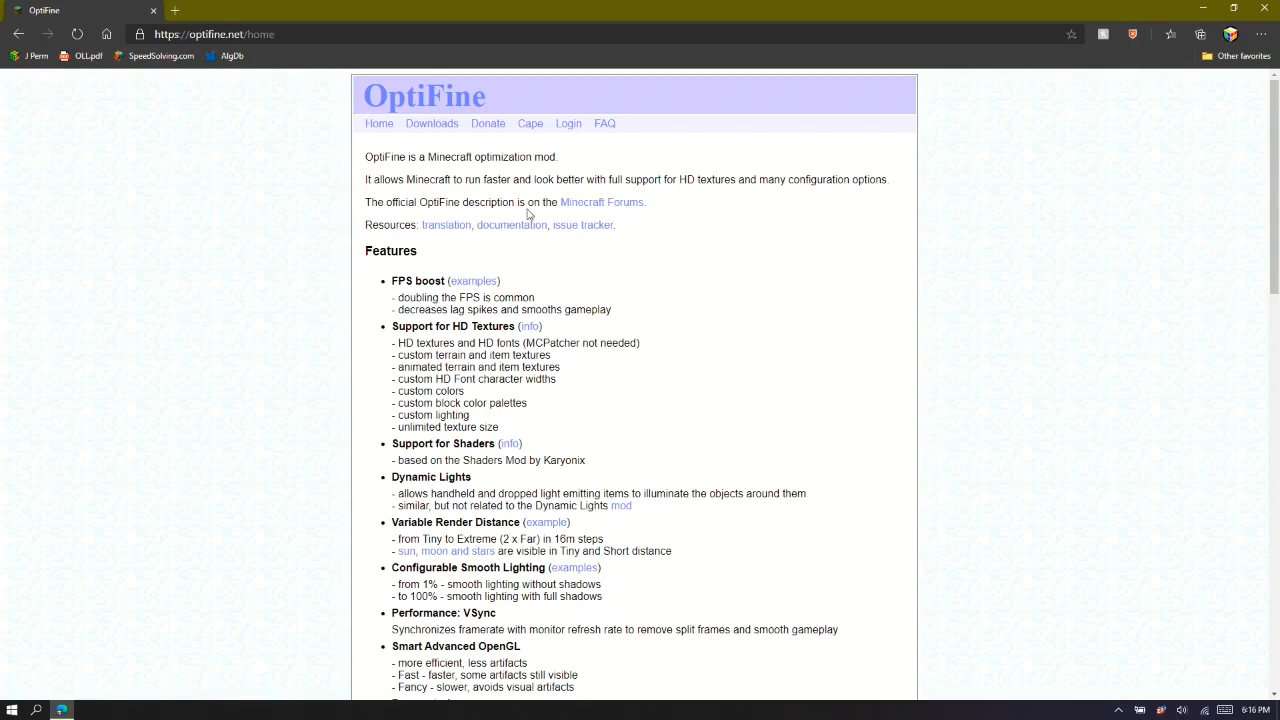 OptiFine
https://optifine.net/home
J Perm OLL.pdf SpeedSolving.com AlgDb Other favorites
OptiFine
Home Downloads Donate Cape Login FAQ
OptiFine is a Minecraft optimization mod.
It allows Minecraft to run faster and look better with full support for HD textures and many configuration options.
The official OptiFine description is on the Minecraft Forums.
Resources: translation, documentation, issue tracker.
Features
• FPS boost (examples)
- doubling the FPS is common
- decreases lag spikes and smooths gameplay
• Support for HD Textures (info)
- HD textures and HD fonts (MCPatcher not needed)
- custom terrain and item textures
- animated terrain and item textures
- custom HD Font character widths
- custom colors
- custom block color palettes
- custom lighting
- unlimited texture size
• Support for Shaders (info)
- based on the Shaders Mod by Karyonix
• Dynamic Lights
- allows handheld and dropped light emitting items to illuminate the objects around them
- similar, but not related to the Dynamic Lights mod
• Variable Render Distance (example)
- from Tiny to Extreme (2 x Far) in 16m steps
- sun, moon and stars are visible in Tiny and Short distance
• Configurable Smooth Lighting (examples)
- from 1% - smooth lighting without shadows
- to 100% - smooth lighting with full shadows
• Performance: VSync
Synchronizes framerate with monitor refresh rate to remove split frames and smooth gameplay
• Smart Advanced OpenGL
- more efficient, less artifacts
- Fast - faster, some artifacts still visible
- Fancy - slower, avoids visual artifacts
6:16 PM